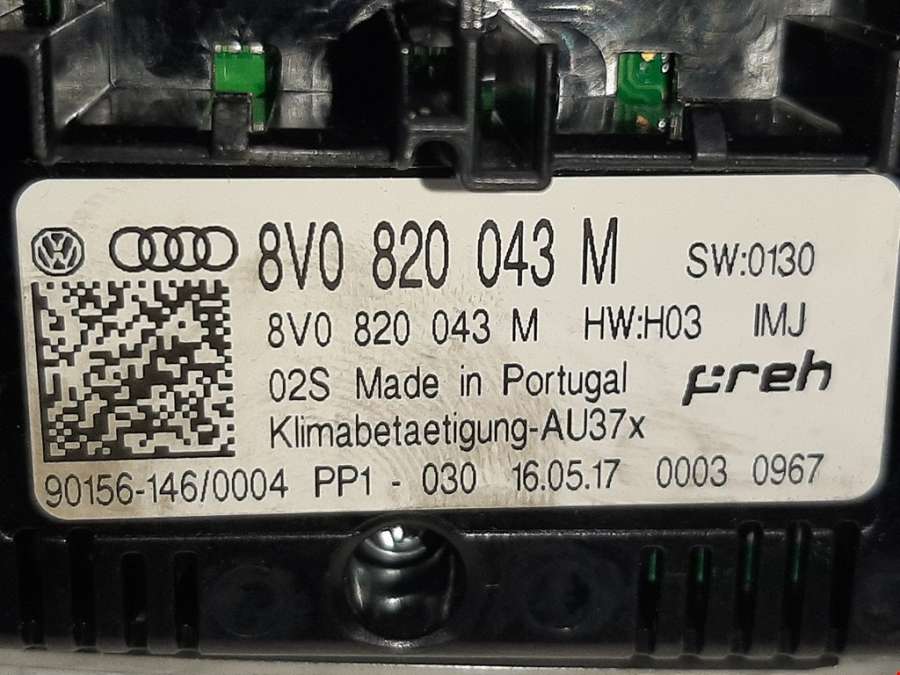 8V0 820 043 M SW:0130
8V0 820 043 M HW:H03 IMJ
02S Made in Portugal preh
Klimabetaetigung-AU37x
90156-146/0004 PP1 - 030 16.05.17 0003 0967